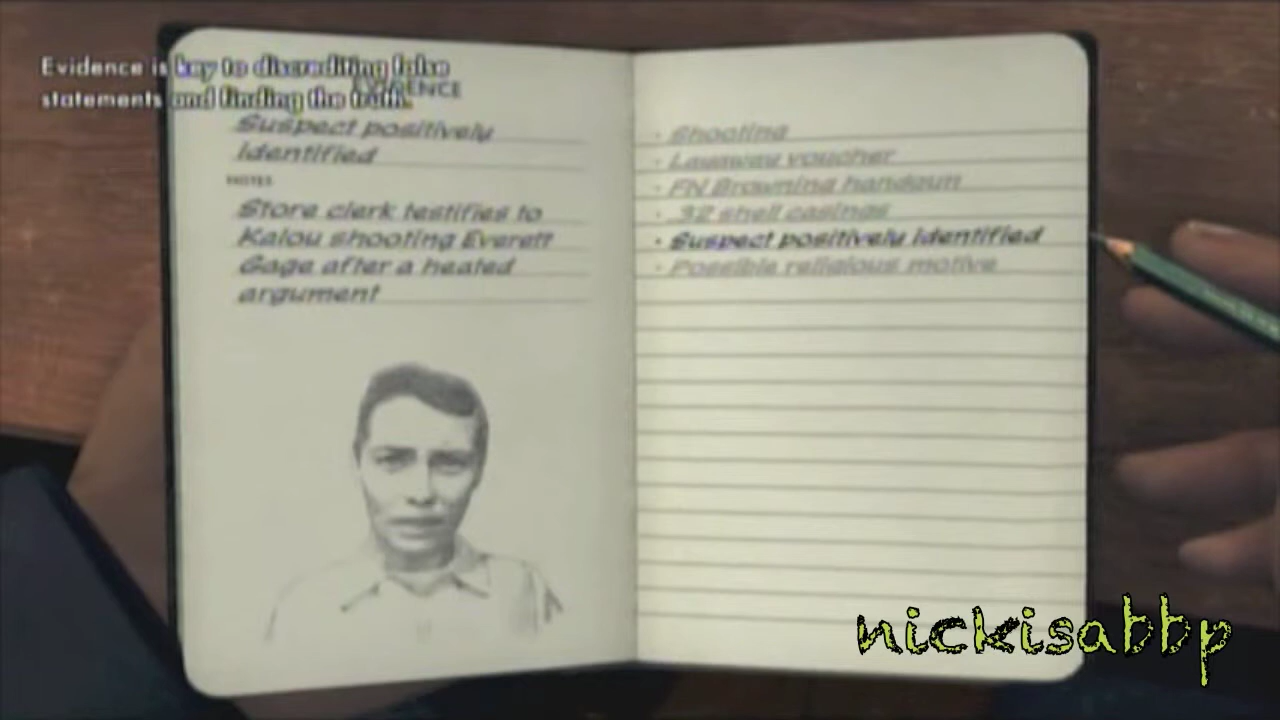 Evidence is key to discrediting false
statements and finding the truth.
EVIDENCE
Suspect positively
identified
NOTES
Store clerk testifies to
Kalou shooting Everett
Gage after a heated
argument
• Shooting
• Layaway voucher
• FN Browning handgun
• .32 shell casings
• Suspect positively identified
• Possible religious motive
nickisabbp